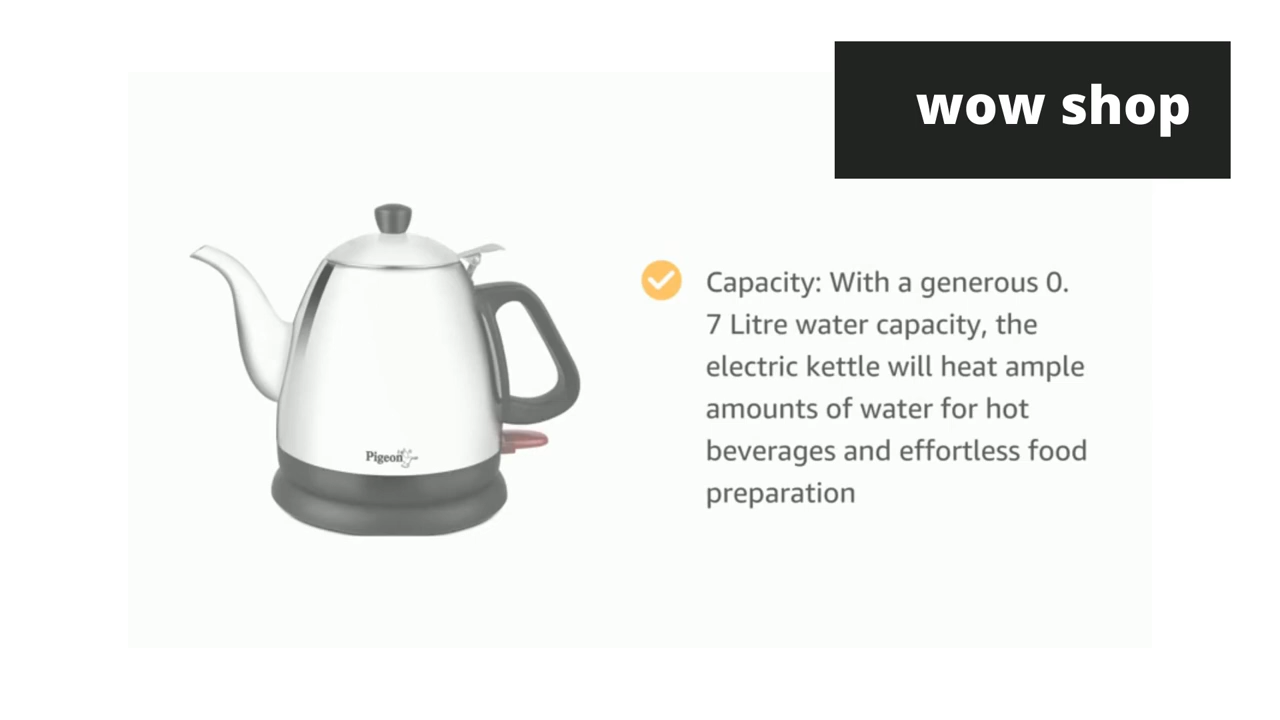 wow shop
Capacity: With a generous 0.
7 Litre water capacity, the
electric kettle will heat ample
amounts of water for hot
beverages and effortless food
preparation
Pigeon